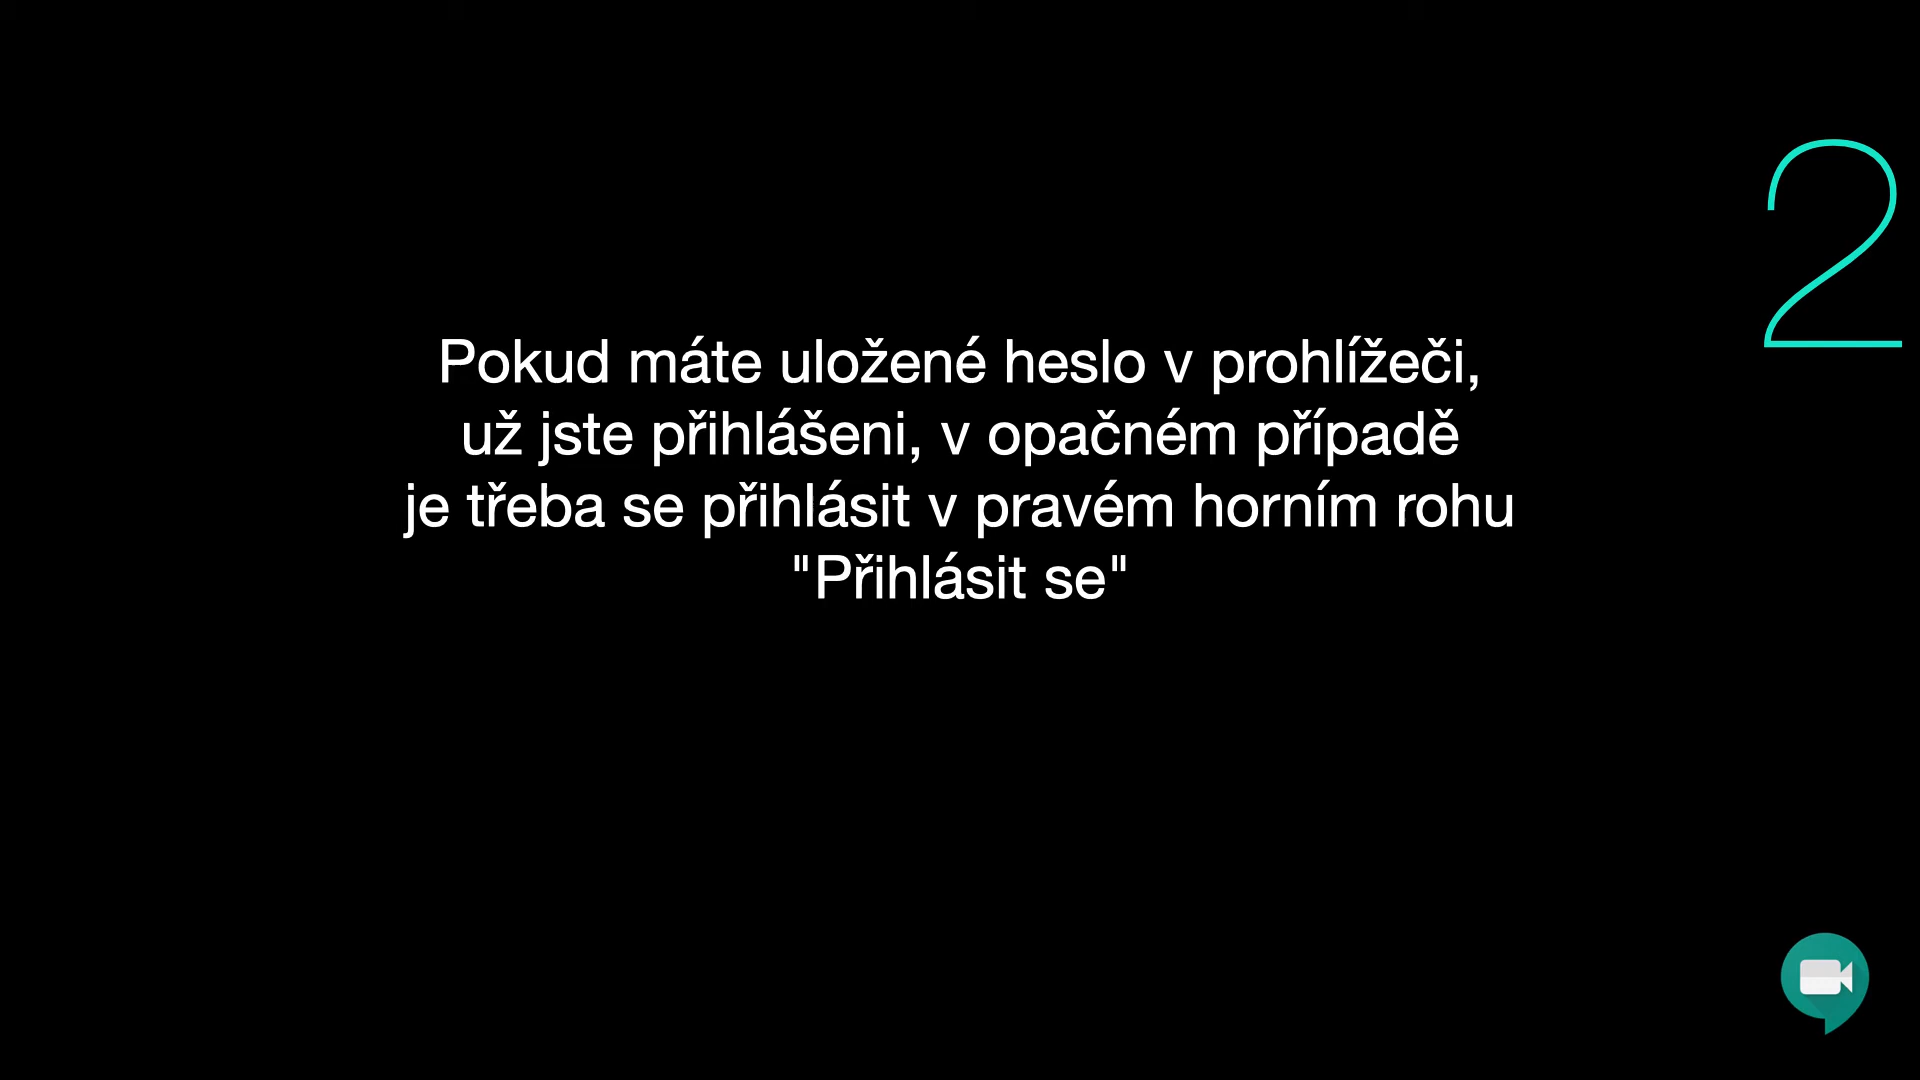 2
Pokud máte uložené heslo v prohlížeči,
už jste přihlášeni, v opačném případě
je třeba se přihlásit v pravém horním rohu
"Přihlásit se"